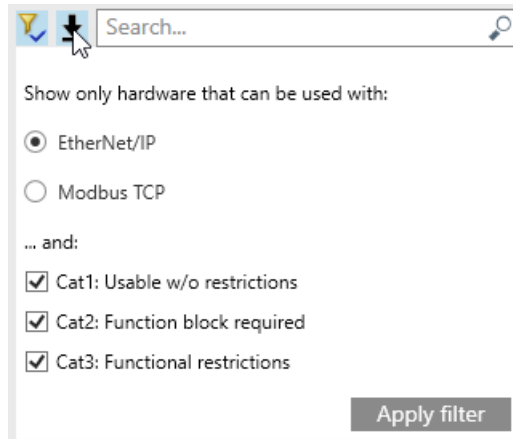 Search...
Show only hardware that can be used with:
EtherNet/IP
Modbus TCP
... and:
Cat1: Usable w/o restrictions
Cat2: Function block required
Cat3: Functional restrictions
Apply filter